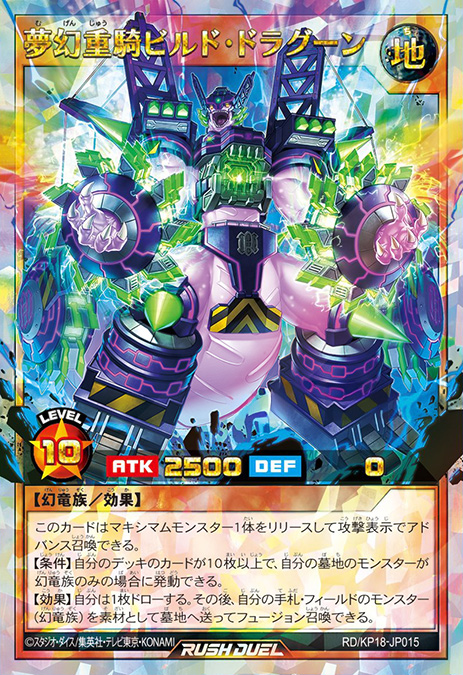 夢幻重騎ビルド・ドラグーン
む げんじゅう き
地
ち
LEVEL
10
ATK 2500 DEF 0
【幻竜族/効果】
このカードはマキシマムモンスター1体をリリースして攻撃表示でアド
バンス召喚できる。
【条件】自分のデッキのカードが10枚以上で、自分の墓地のモンスターが
幻竜族のみの場合に発動できる。
【効果】自分は1枚ドローする。その後、自分の手札・フィールドのモンスター
(幻竜族)を素材として墓地へ送ってフュージョン召喚できる。
©スタジオ・ダイス/集英社・テレビ東京・KONAMI
RUSH DUEL
RD/KP18-JP015